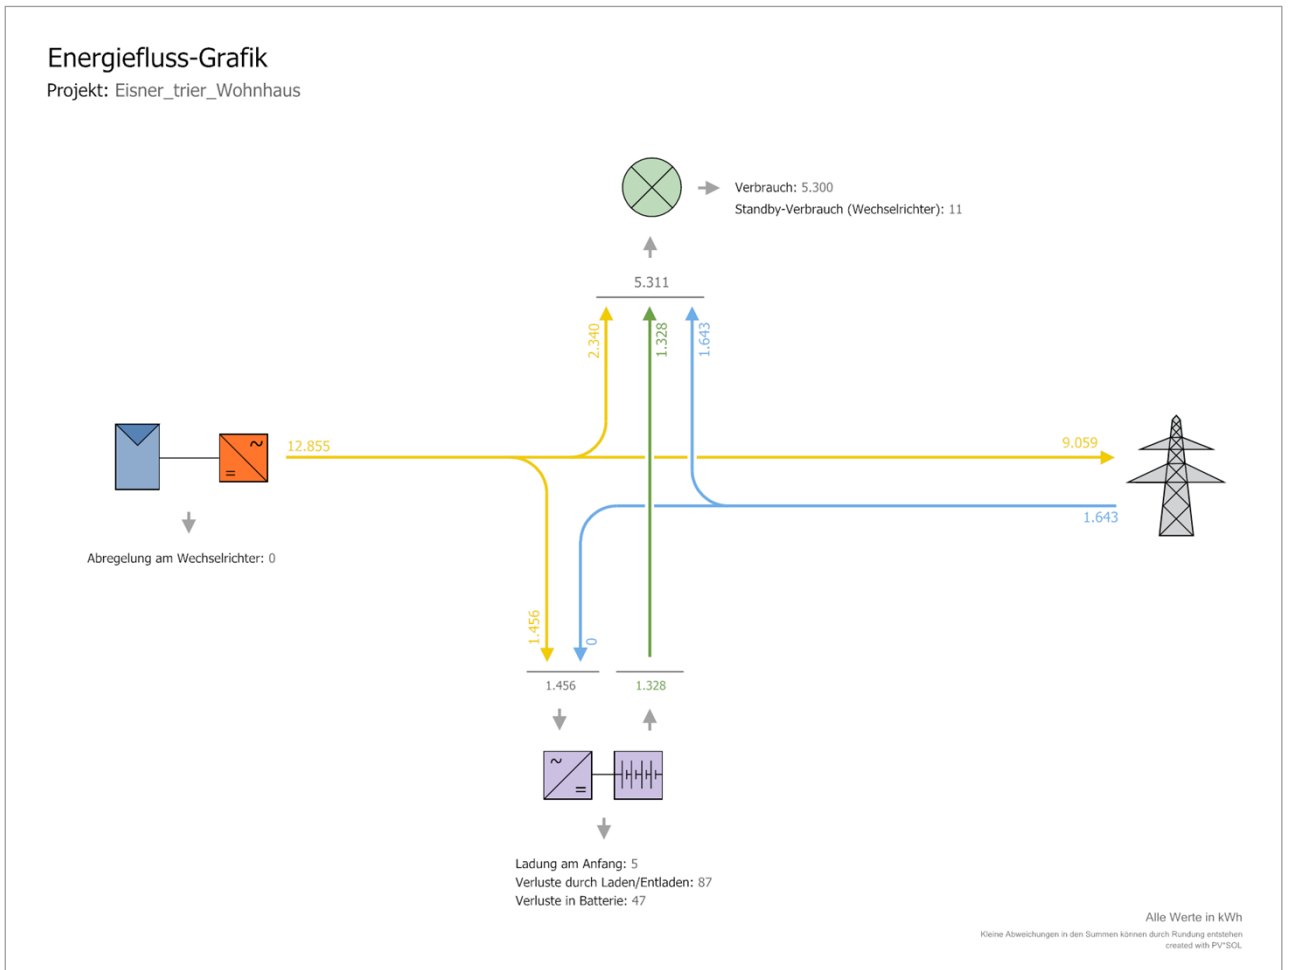 Energiefluss-Grafik
Projekt: Eisner_trier_Wohnhaus
Verbrauch: 5.300
Standby-Verbrauch (Wechselrichter): 11
5.311
2.340
1.328
1.643
12.855
9.059
1.643
Abregelung am Wechselrichter: 0
1.456
0
1.456
1.328
Ladung am Anfang: 5
Verluste durch Laden/Entladen: 87
Verluste in Batterie: 47
Alle Werte in kWh
Kleine Abweichungen in den Summen können durch Rundung entstehen
created with PV*SOL